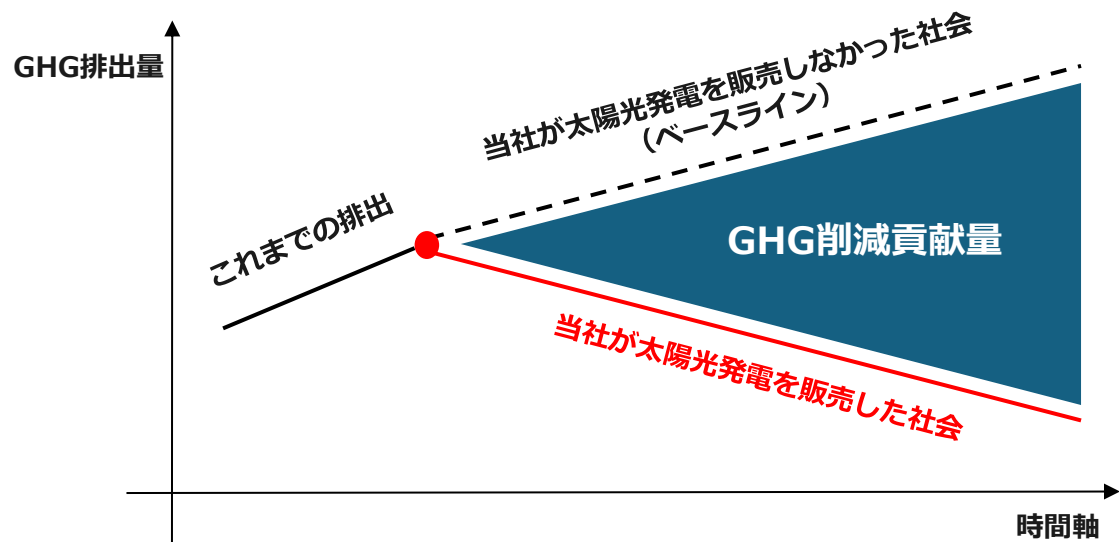 GHG排出量
当社が太陽光発電を販売しなかった社会
（ベースライン）
これまでの排出
GHG削減貢献量
当社が太陽光発電を販売した社会
時間軸